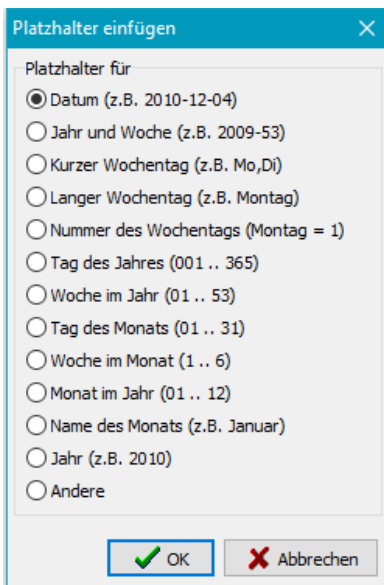 Platzhalter einfügen
Platzhalter für
Datum (z.B. 2010-12-04)
Jahr und Woche (z.B. 2009-53)
Kurzer Wochentag (z.B. Mo,Di)
Langer Wochentag (z.B. Montag)
Nummer des Wochentags (Montag = 1)
Tag des Jahres (001 .. 365)
Woche im Jahr (01 .. 53)
Tag des Monats (01 .. 31)
Woche im Monat (1 .. 6)
Monat im Jahr (01 .. 12)
Name des Monats (z.B. Januar)
Jahr (z.B. 2010)
Andere
OK Abbrechen